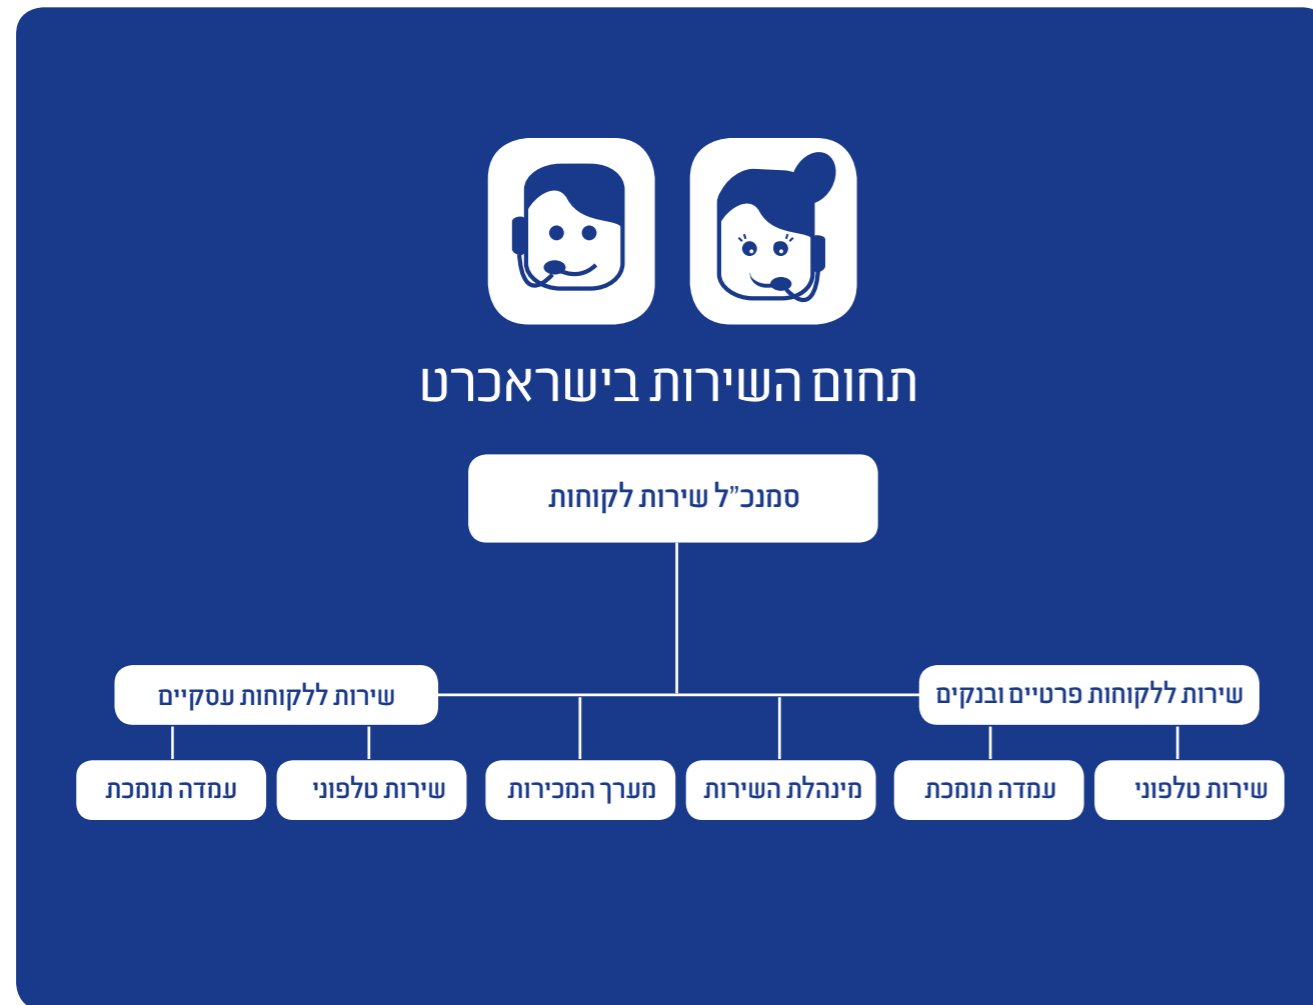 תחום השירות בישראכרט
סמנכ”ל שירות לקוחות
שירות ללקוחות פרטיים ובנקים
שירות ללקוחות עסקיים
שירות טלפוני
עמדה תומכת
מינהלת השירות
מערך המכירות
שירות טלפוני
עמדה תומכת